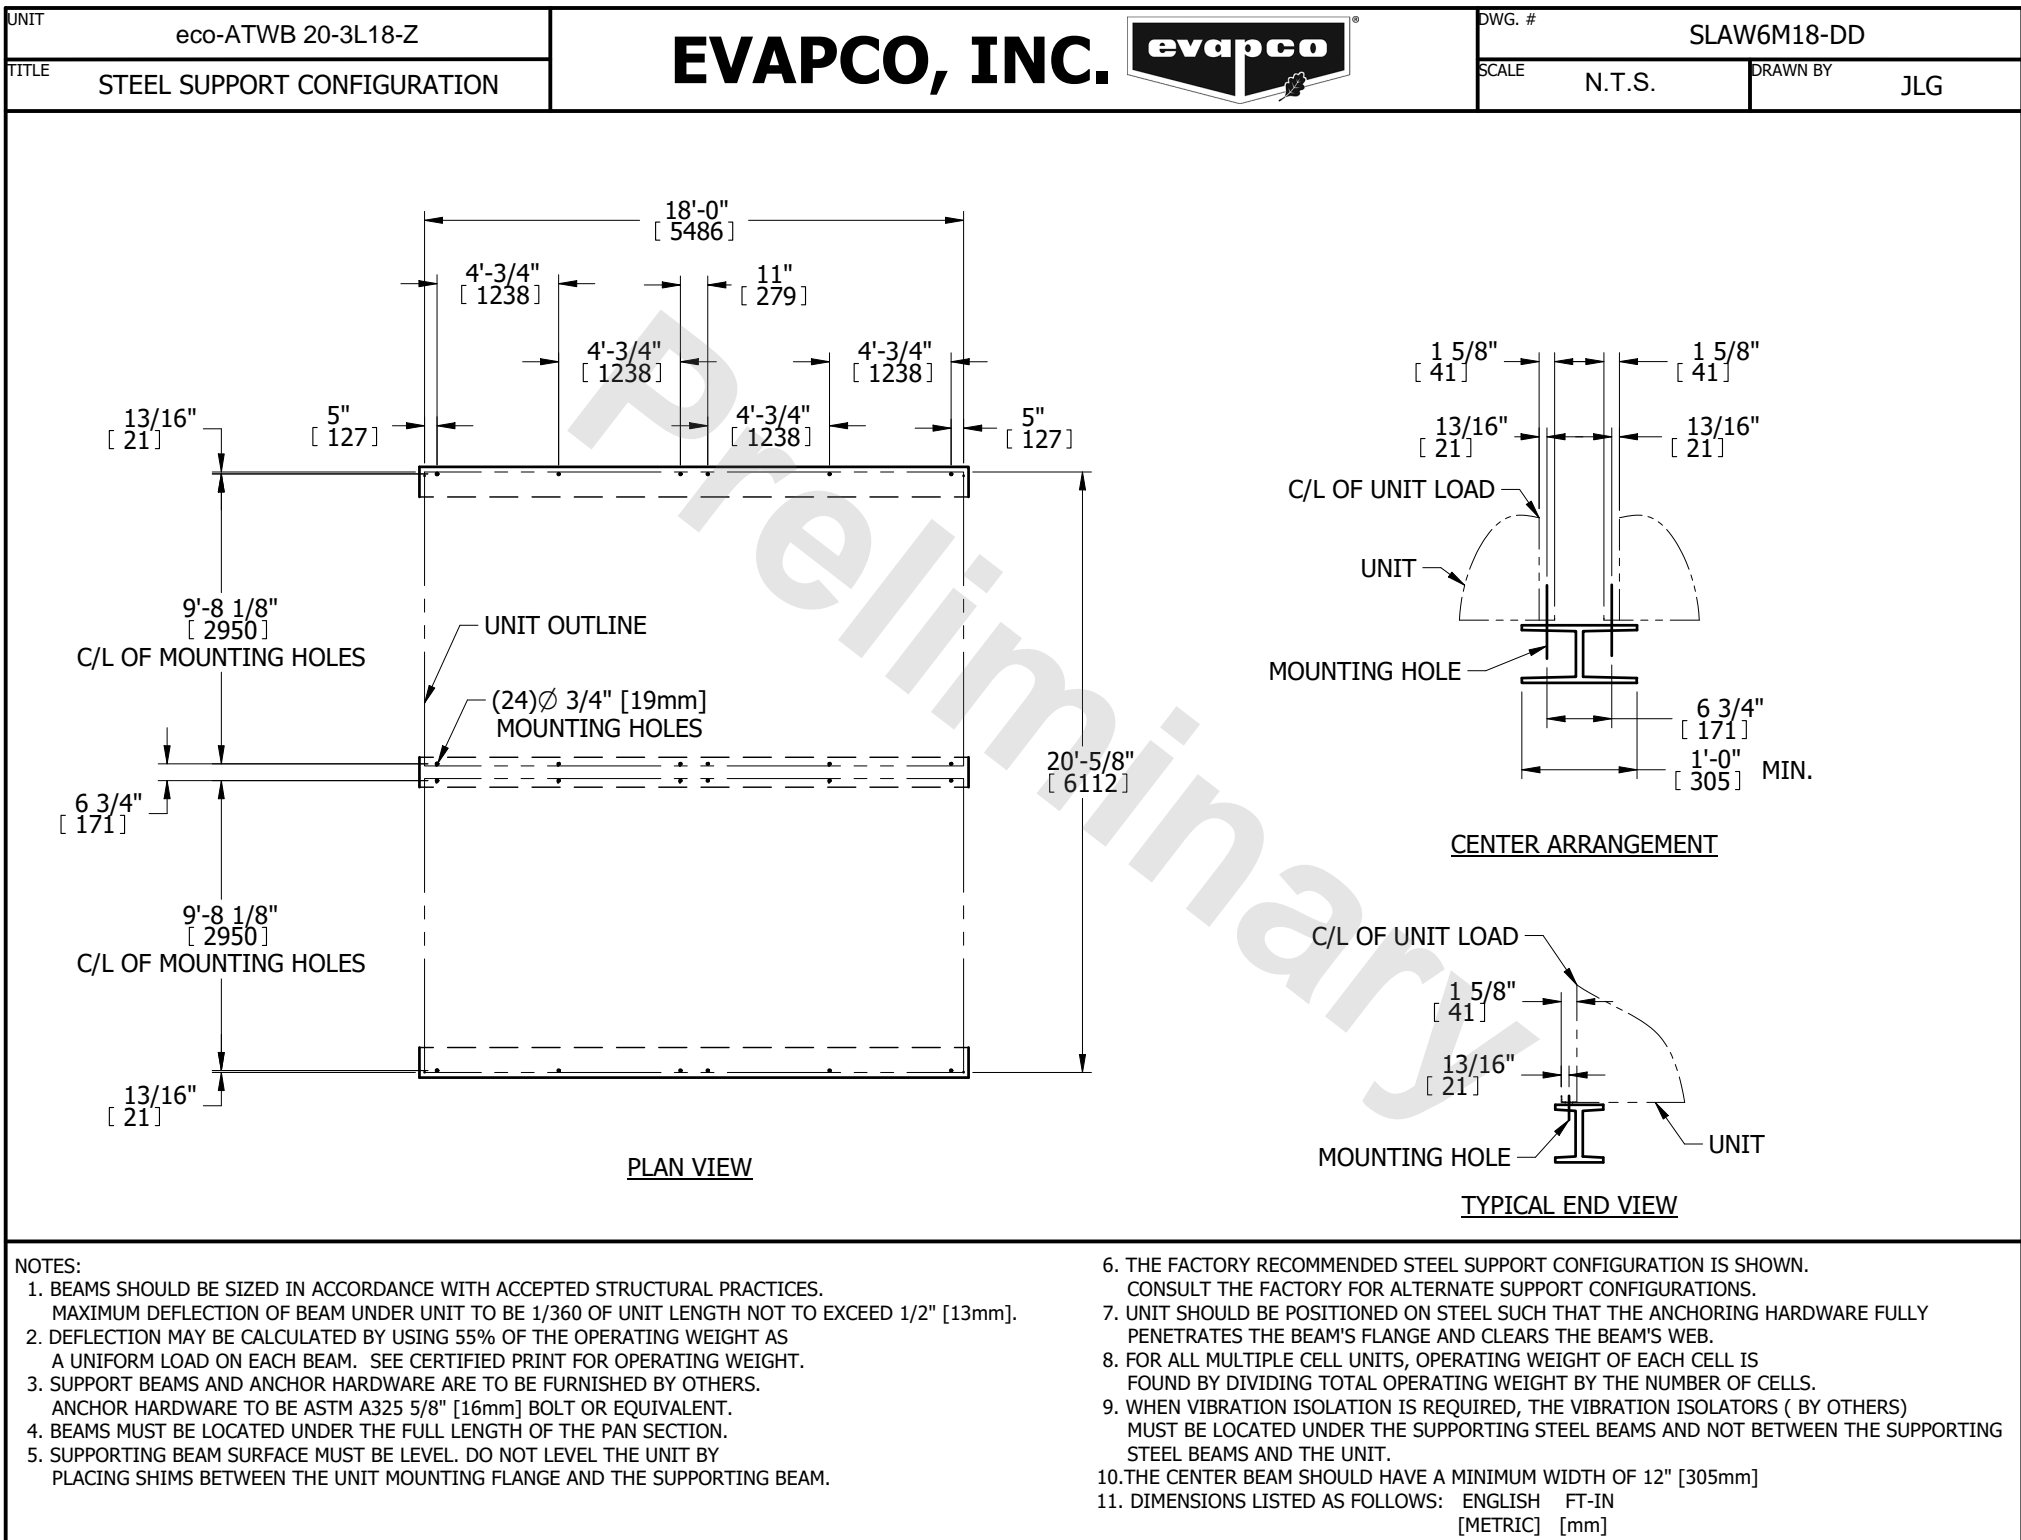 UNIT
eco-ATWB 20-3L18-Z
TITLE
STEEL SUPPORT CONFIGURATION
EVAPCO, INC.
evapco
®
DWG. #
SLAW6M18-DD
SCALE
N.T.S.
DRAWN BY
JLG
18'-0"
[ 5486 ]
4'-3/4"
[ 1238 ]
11"
[ 279 ]
4'-3/4"
[ 1238 ]
4'-3/4"
[ 1238 ]
13/16"
[ 21 ]
5"
[ 127 ]
4'-3/4"
[ 1238 ]
5"
[ 127 ]
9'-8 1/8"
[ 2950 ]
C/L OF MOUNTING HOLES
UNIT OUTLINE
(24)∅ 3/4" [19mm]
MOUNTING HOLES
6 3/4"
[ 171 ]
20'-5/8"
[ 6112 ]
9'-8 1/8"
[ 2950 ]
C/L OF MOUNTING HOLES
13/16"
[ 21 ]
PLAN VIEW
1 5/8"
[ 41 ]
1 5/8"
[ 41 ]
13/16"
[ 21 ]
13/16"
[ 21 ]
C/L OF UNIT LOAD
UNIT
MOUNTING HOLE
6 3/4"
[ 171 ]
1'-0"
[ 305 ] MIN.
CENTER ARRANGEMENT
C/L OF UNIT LOAD
1 5/8"
[ 41 ]
13/16"
[ 21 ]
MOUNTING HOLE
UNIT
TYPICAL END VIEW
Preliminary
NOTES:
1. BEAMS SHOULD BE SIZED IN ACCORDANCE WITH ACCEPTED STRUCTURAL PRACTICES.
MAXIMUM DEFLECTION OF BEAM UNDER UNIT TO BE 1/360 OF UNIT LENGTH NOT TO EXCEED 1/2" [13mm].
2. DEFLECTION MAY BE CALCULATED BY USING 55% OF THE OPERATING WEIGHT AS
A UNIFORM LOAD ON EACH BEAM. SEE CERTIFIED PRINT FOR OPERATING WEIGHT.
3. SUPPORT BEAMS AND ANCHOR HARDWARE ARE TO BE FURNISHED BY OTHERS.
ANCHOR HARDWARE TO BE ASTM A325 5/8" [16mm] BOLT OR EQUIVALENT.
4. BEAMS MUST BE LOCATED UNDER THE FULL LENGTH OF THE PAN SECTION.
5. SUPPORTING BEAM SURFACE MUST BE LEVEL. DO NOT LEVEL THE UNIT BY
PLACING SHIMS BETWEEN THE UNIT MOUNTING FLANGE AND THE SUPPORTING BEAM.
6. THE FACTORY RECOMMENDED STEEL SUPPORT CONFIGURATION IS SHOWN.
CONSULT THE FACTORY FOR ALTERNATE SUPPORT CONFIGURATIONS.
7. UNIT SHOULD BE POSITIONED ON STEEL SUCH THAT THE ANCHORING HARDWARE FULLY
PENETRATES THE BEAM'S FLANGE AND CLEARS THE BEAM'S WEB.
8. FOR ALL MULTIPLE CELL UNITS, OPERATING WEIGHT OF EACH CELL IS
FOUND BY DIVIDING TOTAL OPERATING WEIGHT BY THE NUMBER OF CELLS.
9. WHEN VIBRATION ISOLATION IS REQUIRED, THE VIBRATION ISOLATORS ( BY OTHERS)
MUST BE LOCATED UNDER THE SUPPORTING STEEL BEAMS AND NOT BETWEEN THE SUPPORTING
STEEL BEAMS AND THE UNIT.
10.THE CENTER BEAM SHOULD HAVE A MINIMUM WIDTH OF 12" [305mm]
11. DIMENSIONS LISTED AS FOLLOWS: ENGLISH FT-IN
[METRIC] [mm]